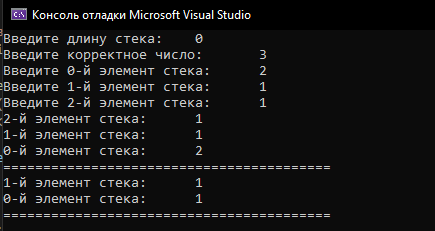 Консоль отладки Microsoft Visual Studio
Введите длину стека: 0
Введите корректное число: 3
Введите 0-й элемент стека: 2
Введите 1-й элемент стека: 1
Введите 2-й элемент стека: 1
2-й элемент стека: 1
1-й элемент стека: 1
0-й элемент стека: 2
=========================================
1-й элемент стека: 1
0-й элемент стека: 1
=========================================